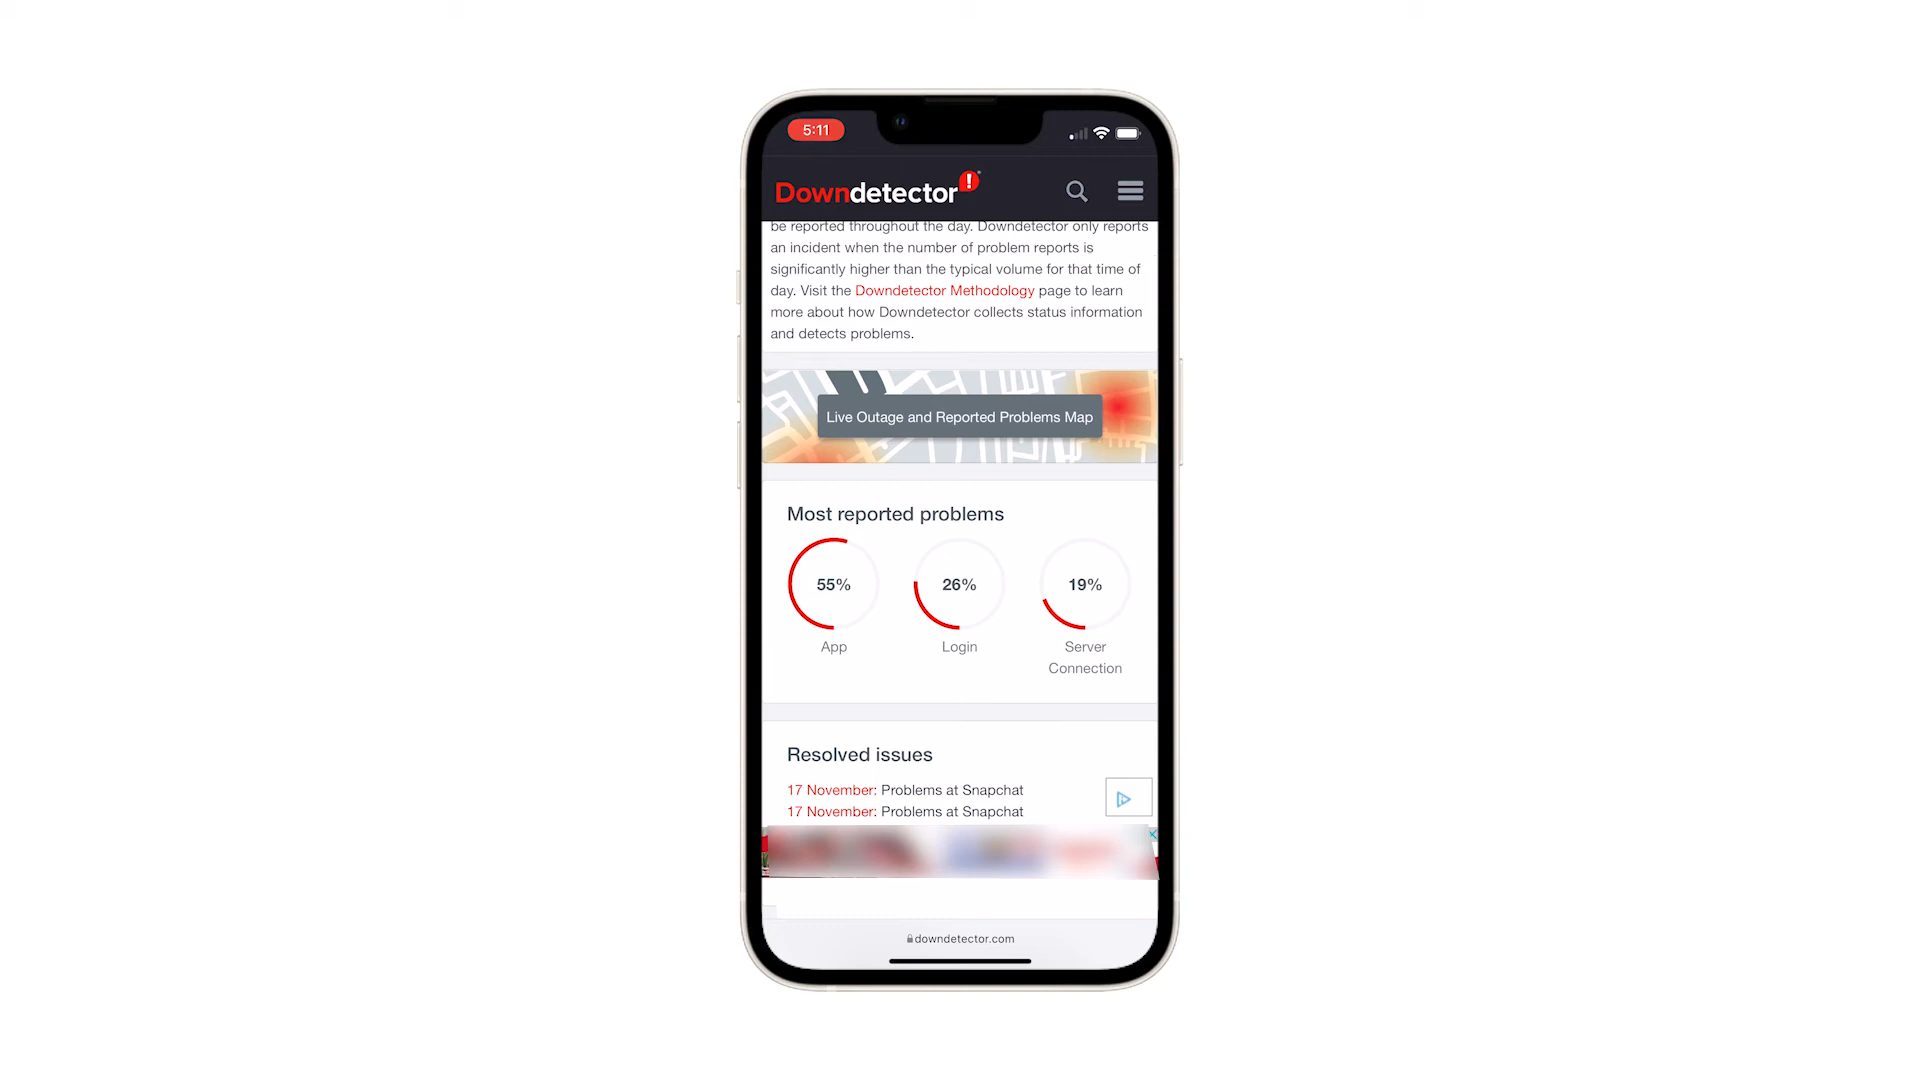 5:11
Downdetector
be reported throughout the day. Downdetector only reports
an incident when the number of problem reports is
significantly higher than the typical volume for that time of
day. Visit the Downdetector Methodology page to learn
more about how Downdetector collects status information
and detects problems.
Live Outage and Reported Problems Map
Most reported problems
55%
26%
19%
App
Login
Server
Connection
Resolved issues
17 November: Problems at Snapchat
17 November: Problems at Snapchat
downdetector.com